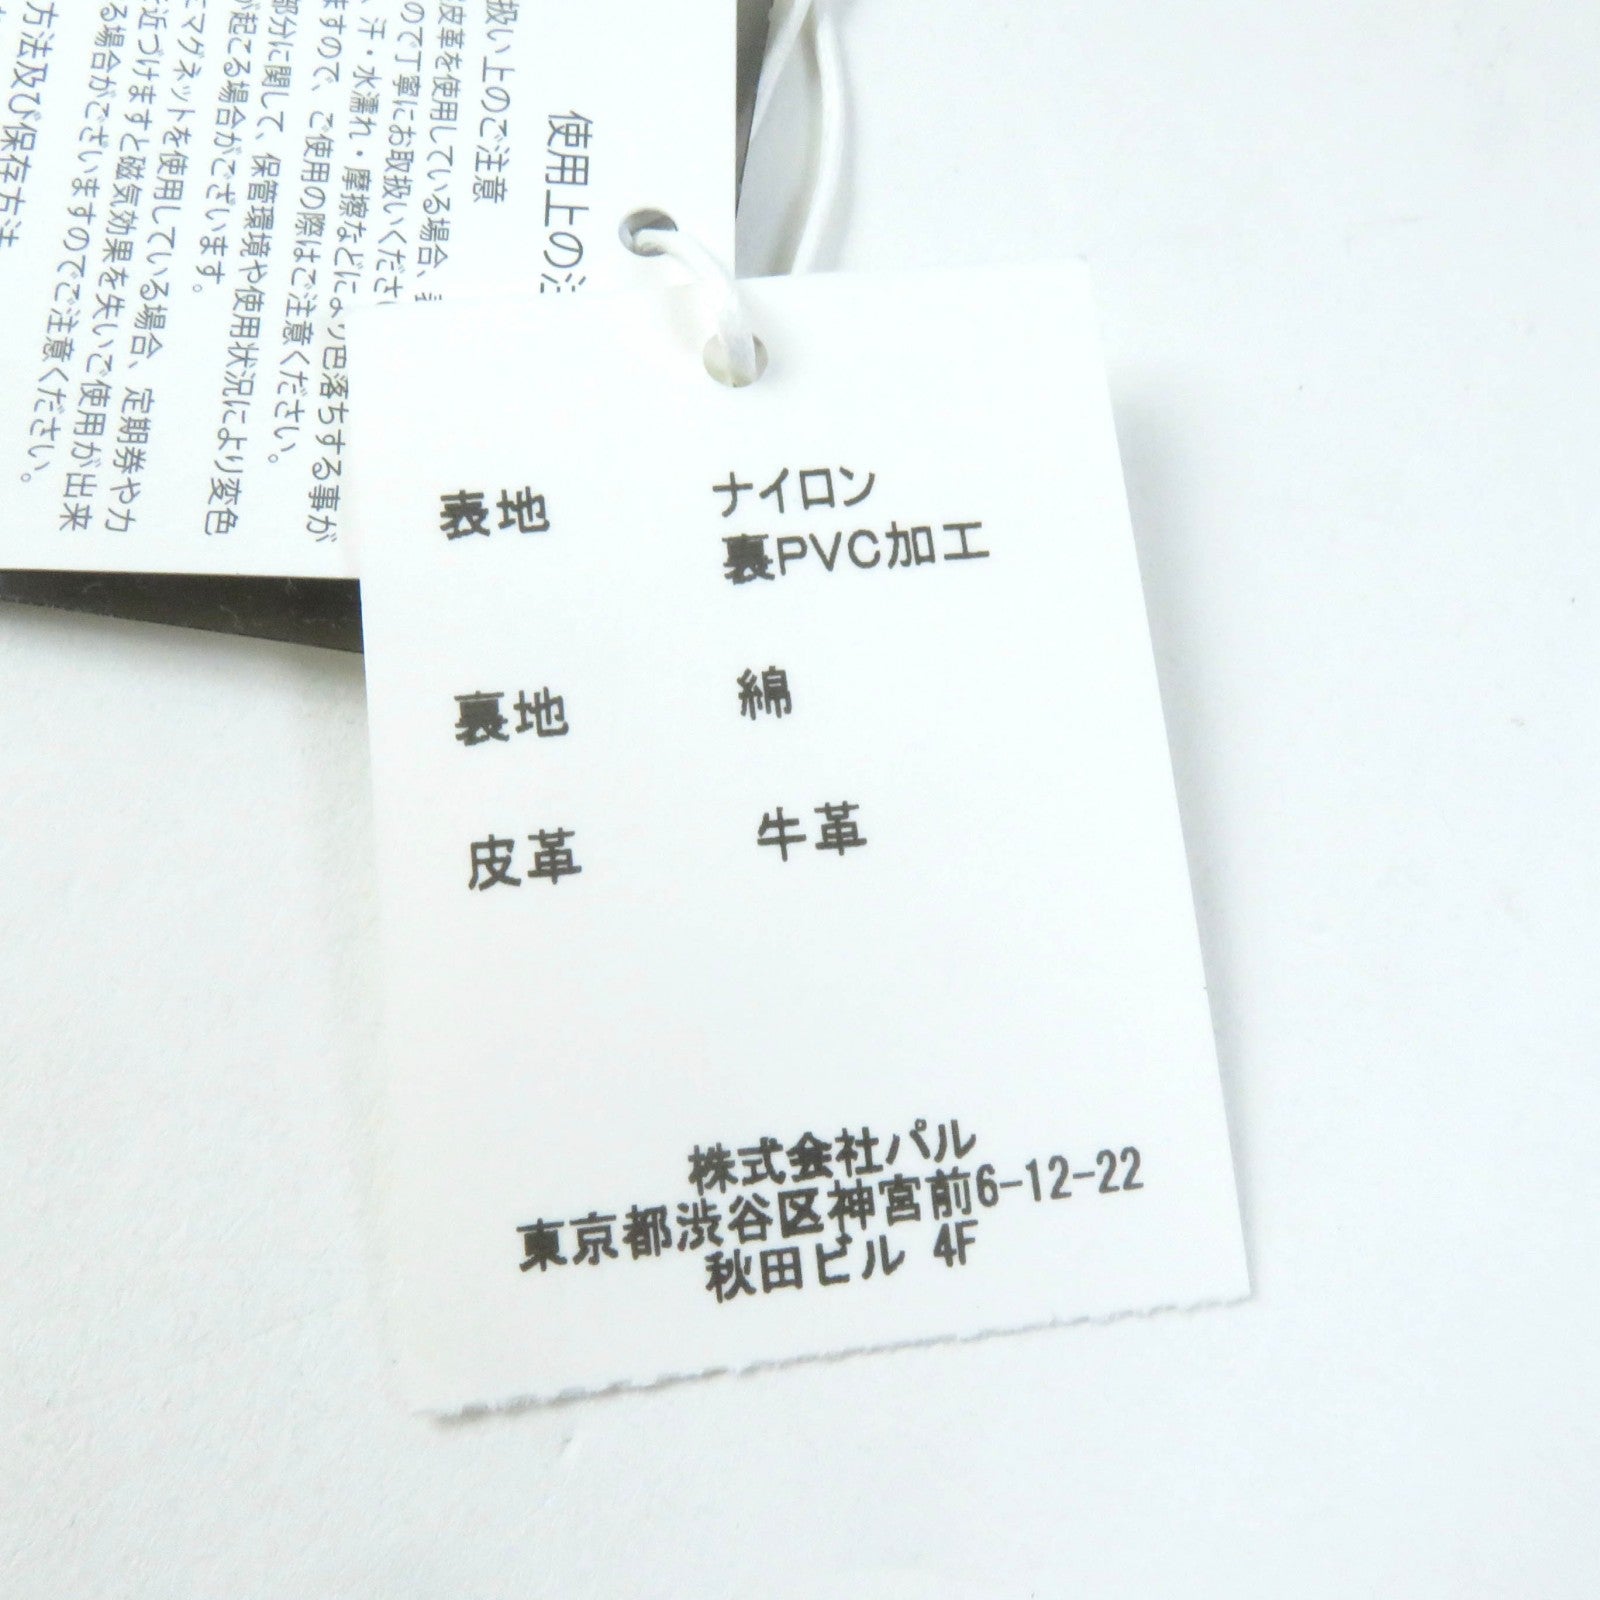 使用上の
扱い上のご注意
皮革を使用している場合、
ので丁寧にお取扱いくださ
、汗・水濡れ・摩擦などにより色落ちする事が
ますので、ご使用の際はご注意ください。
部分に関して、保管環境や使用状況により変色
が起こる場合がございます。
マグネットを使用している場合、定期券やカ
近づけますと磁気効果を失いご使用が出来
る場合がございますのでご注意ください。
方法及び保存方法
表地 ナイロン
裏PVC加工
裏地 綿
皮革 牛革
株式会社パル
東京都渋谷区神宮前6-12-22
秋田ビル 4F